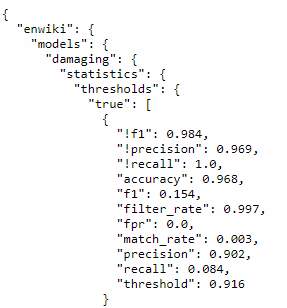 {
  "enwiki": {
    "models": {
      "damaging": {
        "statistics": {
          "thresholds": {
            "true": [
              {
                "!f1": 0.984,
                "!precision": 0.969,
                "!recall": 1.0,
                "accuracy": 0.968,
                "f1": 0.154,
                "filter_rate": 0.997,
                "fpr": 0.0,
                "match_rate": 0.003,
                "precision": 0.902,
                "recall": 0.084,
                "threshold": 0.916
              }